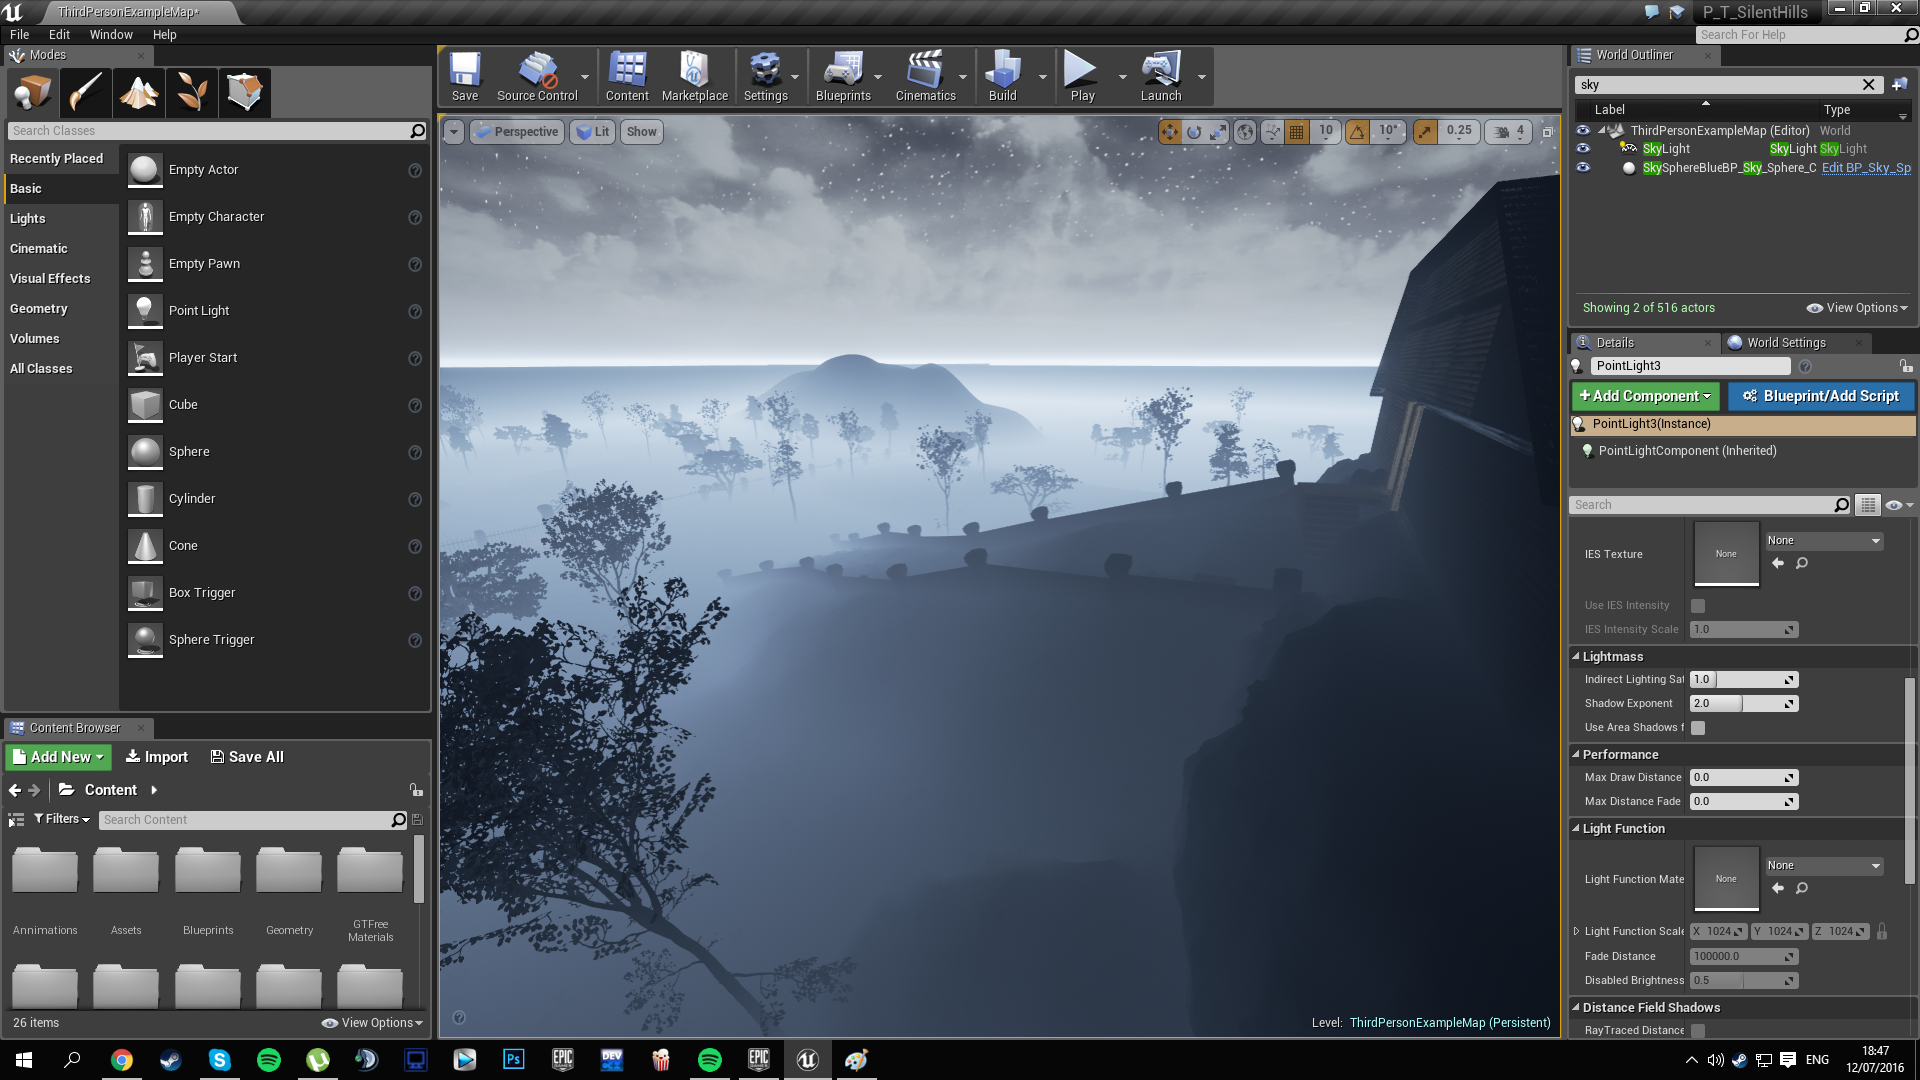 ThirdPersonExampleMap*
P_T_SilentHills
File Edit Window Help
Search For Help
Modes
Search Classes
Recently Placed
Basic
Lights
Cinematic
Visual Effects
Geometry
Volumes
All Classes
Empty Actor
Empty Character
Empty Pawn
Point Light
Player Start
Cube
Sphere
Cylinder
Cone
Box Trigger
Sphere Trigger
Content Browser
Add New
Import
Save All
Content
Filters
Search Content
Annimations
Assets
Blueprints
Geometry
GTFree
Materials
26 items
View Options
Save
Source Control
Content
Marketplace
Settings
Blueprints
Cinematics
Build
Play
Launch
Perspective
Lit
Show
10
10°
0.25
4
Level: ThirdPersonExampleMap (Persistent)
World Outliner
sky
Label
Type
ThirdPersonExampleMap (Editor) World
SkyLight SkyLight SkyLight
SkySphereBlueBP_Sky_Sphere_C Edit BP_Sky_Sp
Showing 2 of 516 actors
View Options
Details
World Settings
PointLight3
+Add Component
Blueprint/Add Script
PointLight3(Instance)
PointLightComponent (Inherited)
Search
IES Texture
None
None
Use IES Intensity
IES Intensity Scale 1.0
Lightmass
Indirect Lighting Sat 1.0
Shadow Exponent 2.0
Use Area Shadows f
Performance
Max Draw Distance 0.0
Max Distance Fade 0.0
Light Function
Light Function Mate
None
None
Light Function Scale X 1024 Y 1024 Z 1024
Fade Distance 100000.0
Disabled Brightness 0.5
Distance Field Shadows
RayTraced Distance
Ps
EPIC
GAMES
DEV
EPIC
GAMES
ENG
18:47
12/07/2016